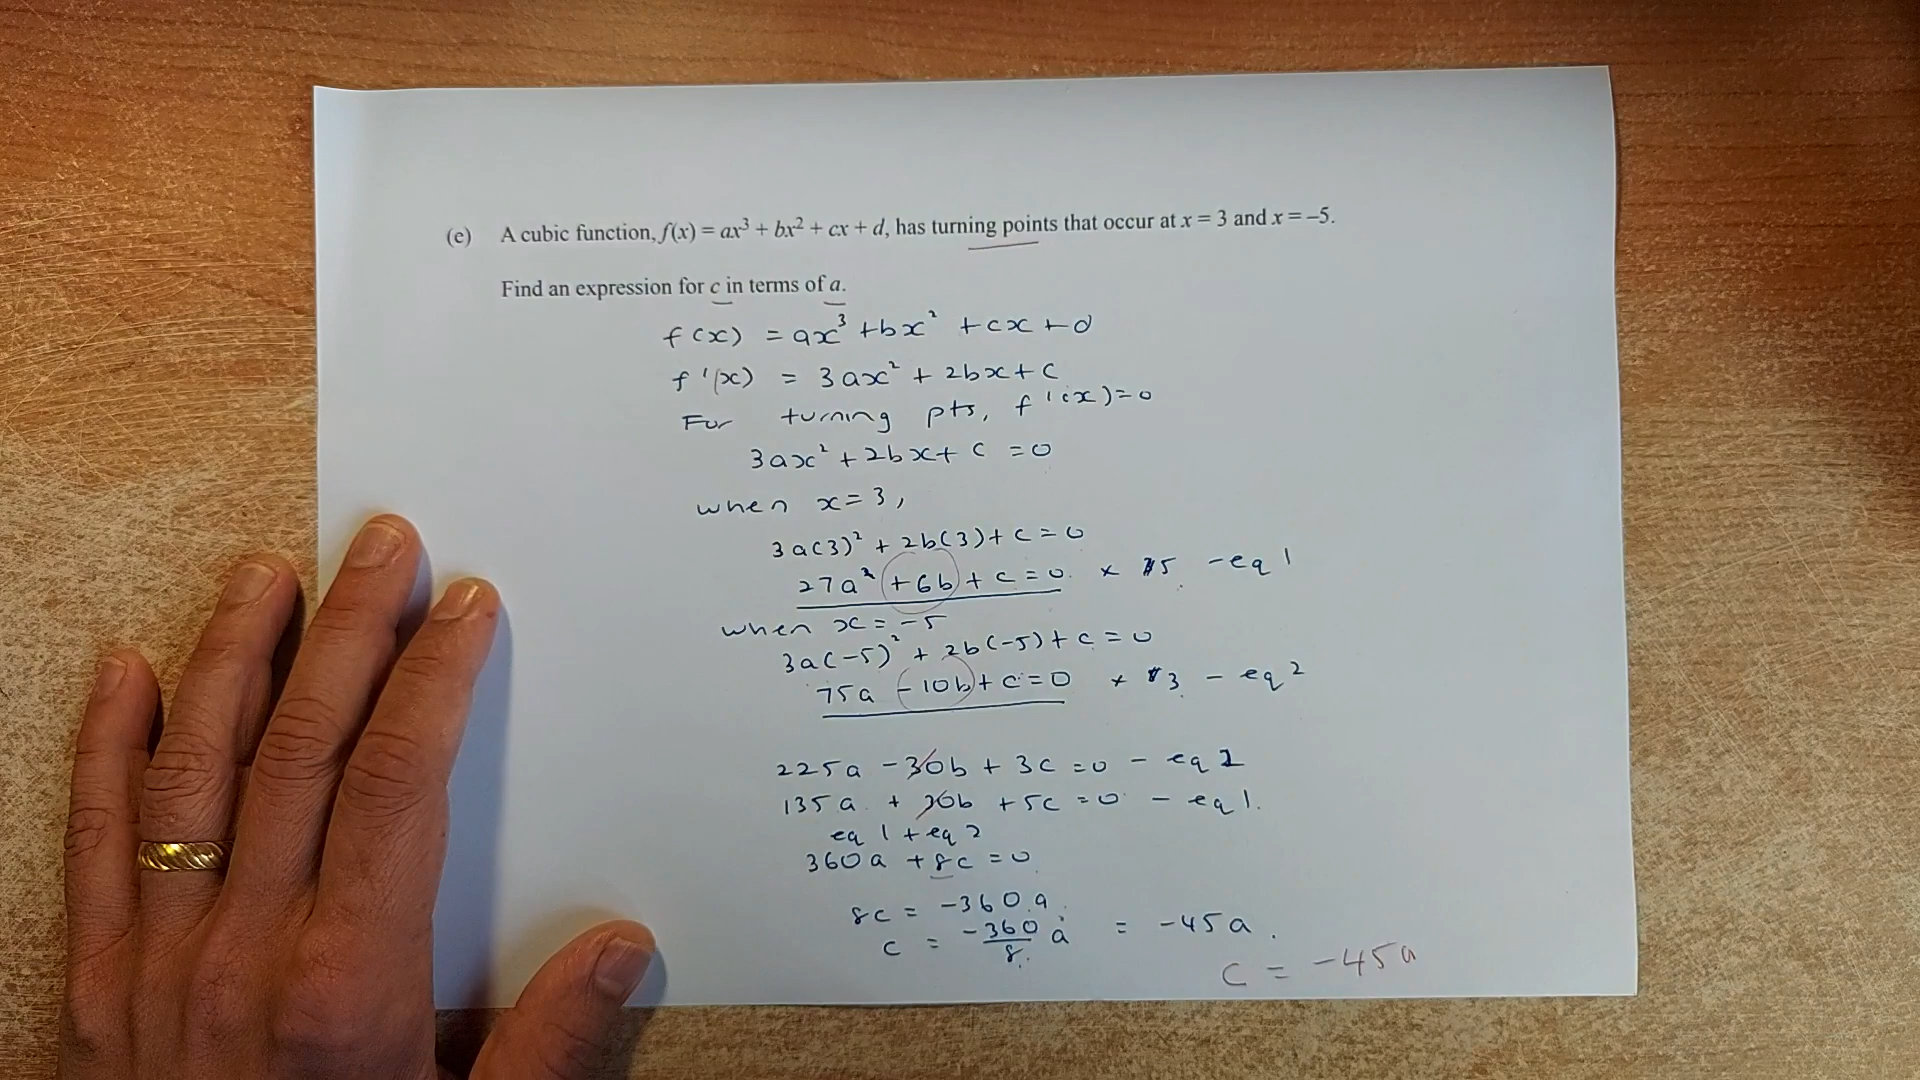 (e) A cubic function, f(x) = ax³ + bx² + cx + d, has turning points that occur at x = 3 and x = –5.
Find an expression for c in terms of a.
f(x) = ax³ + bx² + cx + d
f'(x) = 3ax² + 2bx + c
For turning pts, f'(x) = 0
3ax² + 2bx + c = 0
when x = 3,
3a(3)² + 2b(3) + c = 0
27a + 6b + c = 0 × 5 - eq 1
when x = -5
3a(-5)² + 2b(-5) + c = 0
75a - 10b + c = 0 × 3 - eq 2
225a - 30b + 3c = 0 - eq 2
135a + 30b + 5c = 0 - eq 1.
eq 1 + eq 2
360a + 8c = 0
8c = -360a
c = -360/8 a = -45a.
c = -45a